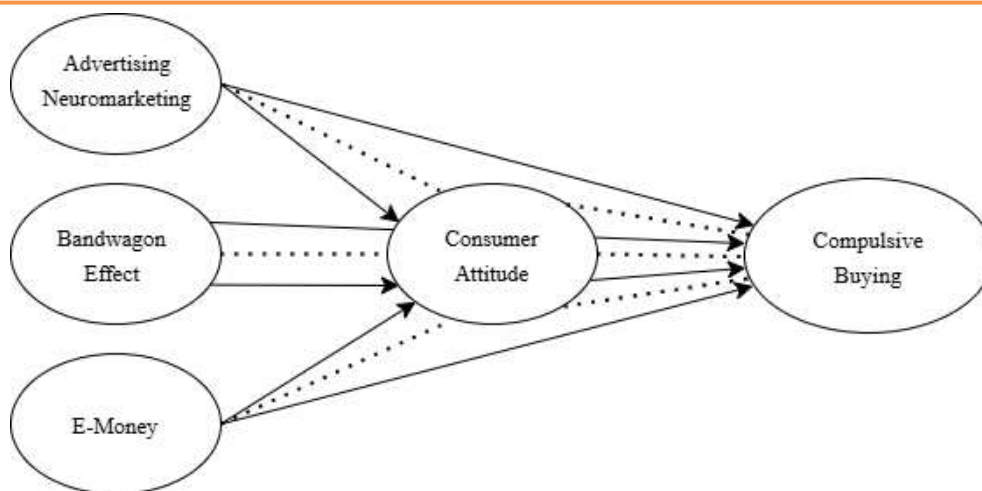 Advertising
Neuromarketing
Bandwagon
Effect
Consumer
Attitude
Compulsive
Buying
E-Money